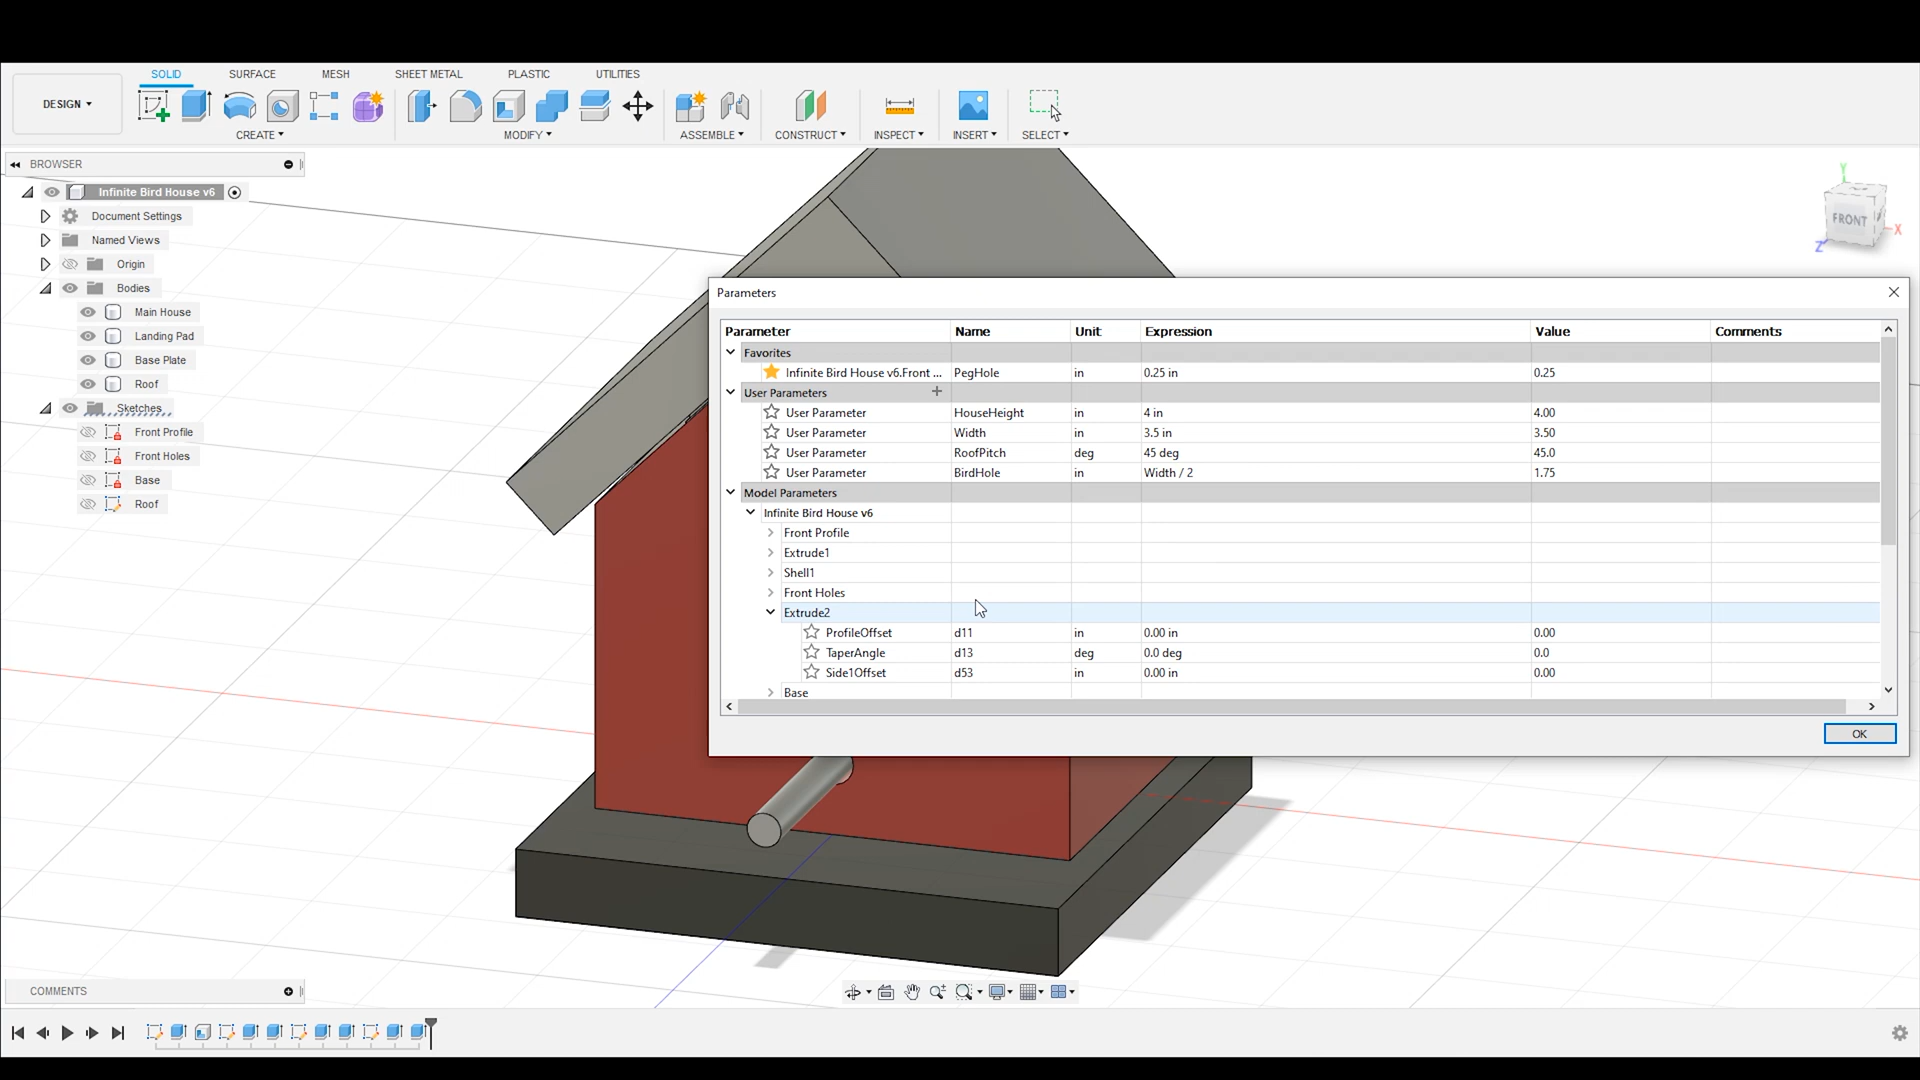 SOLID SURFACE MESH SHEET METAL PLASTIC UTILITIES
DESIGN
CREATE MODIFY ASSEMBLE CONSTRUCT INSPECT INSERT SELECT
BROWSER
Infinite Bird House v6
Document Settings
Named Views
Origin
Bodies
Main House
Landing Pad
Base Plate
Roof
Sketches
Front Profile
Front Holes
Base
Roof
Y
FRONT
X
Z
Parameters
Parameter Name Unit Expression Value Comments
Favorites
Infinite Bird House v6.Front ... PegHole in 0.25 in 0.25
User Parameters +
User Parameter HouseHeight in 4 in 4.00
User Parameter Width in 3.5 in 3.50
User Parameter RoofPitch deg 45 deg 45.0
User Parameter BirdHole in Width / 2 1.75
Model Parameters
Infinite Bird House v6
Front Profile
Extrude1
Shell1
Front Holes
Extrude2
ProfileOffset d11 in 0.00 in 0.00
TaperAngle d13 deg 0.0 deg 0.0
Side1Offset d53 in 0.00 in 0.00
Base
OK
COMMENTS